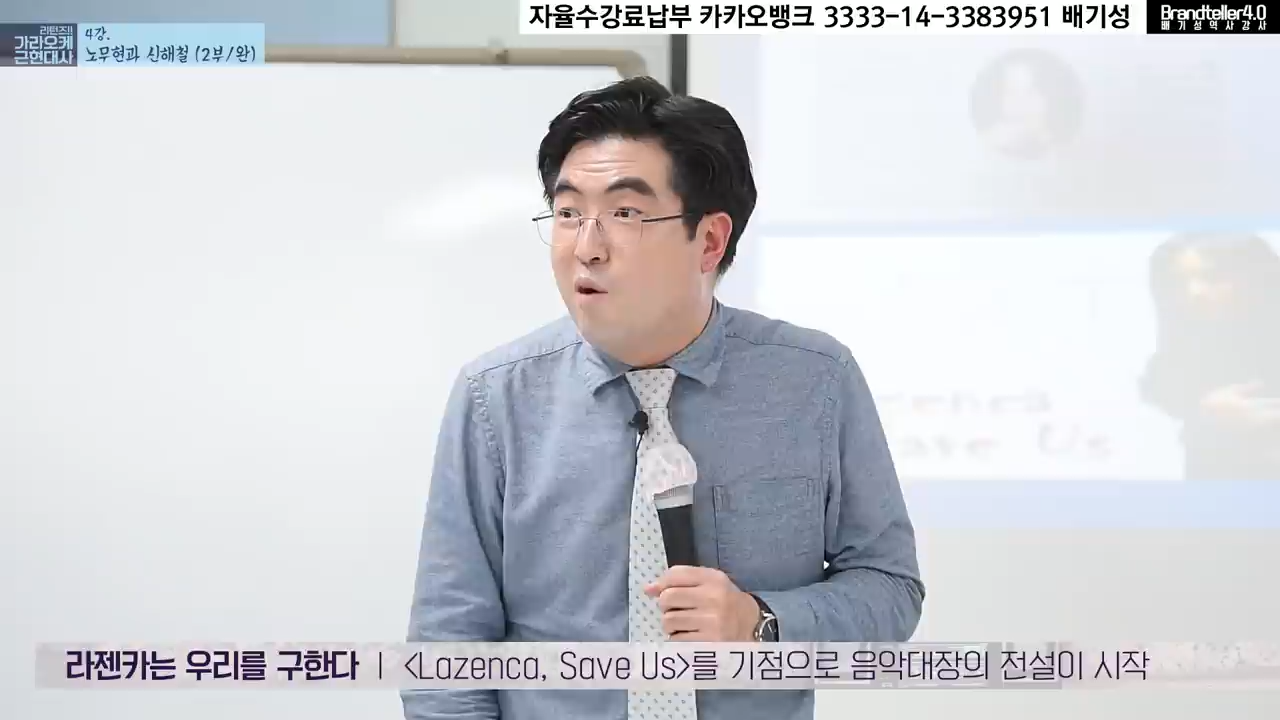 리턴즈!!
가라오케
근현대사
4강.
노무현과 신해철 (2부/완)
자율수강료납부 카카오뱅크 3333-14-3383951 배기성
Brandteller4.0
배기성역사강사
ave Us
라젠카는 우리를 구한다 | <Lazenca, Save Us>를 기점으로 음악대장의 전설이 시작